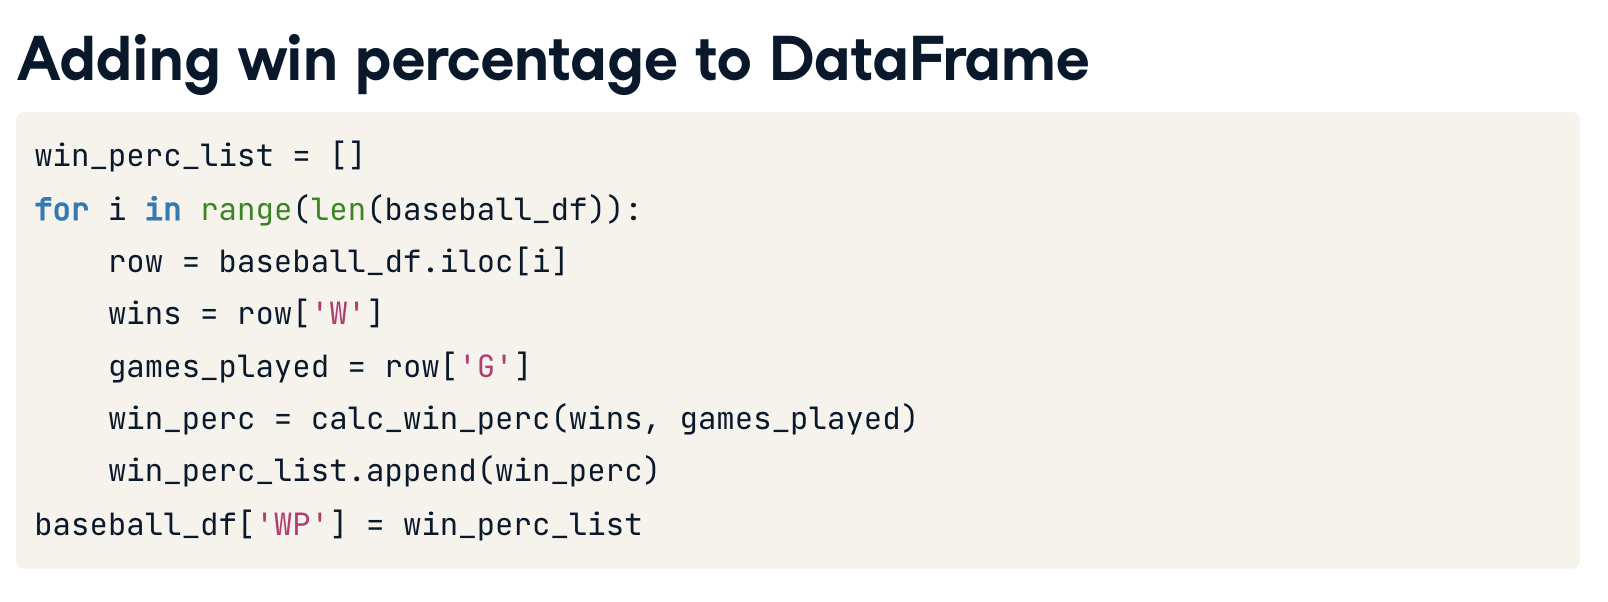 Adding win percentage to DataFrame
win_perc_list = []
for i in range(len(baseball_df)):
    row = baseball_df.iloc[i]
    wins = row['W']
    games_played = row['G']
    win_perc = calc_win_perc(wins, games_played)
    win_perc_list.append(win_perc)
baseball_df['WP'] = win_perc_list